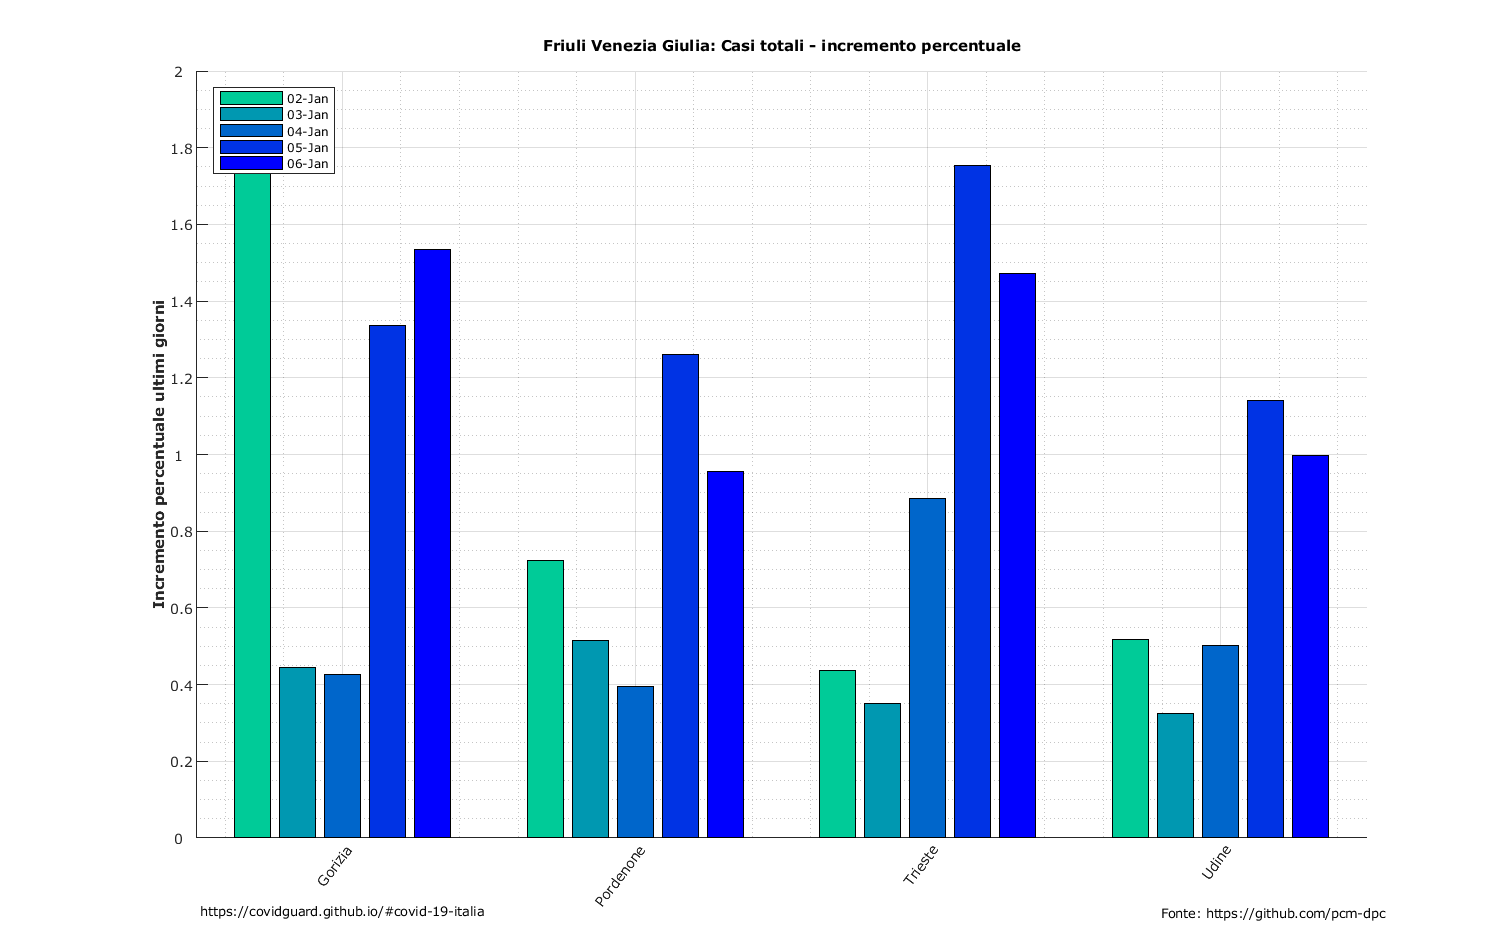 Friuli Venezia Giulia: Casi totali - incremento percentuale
Incremento percentuale ultimi giorni
2
1.8
1.6
1.4
1.2
1
0.8
0.6
0.4
0.2
0
02-Jan
03-Jan
04-Jan
05-Jan
06-Jan
Gorizia
Pordenone
Trieste
Udine
https://covidguard.github.io/#covid-19-italia
Fonte: https://github.com/pcm-dpc